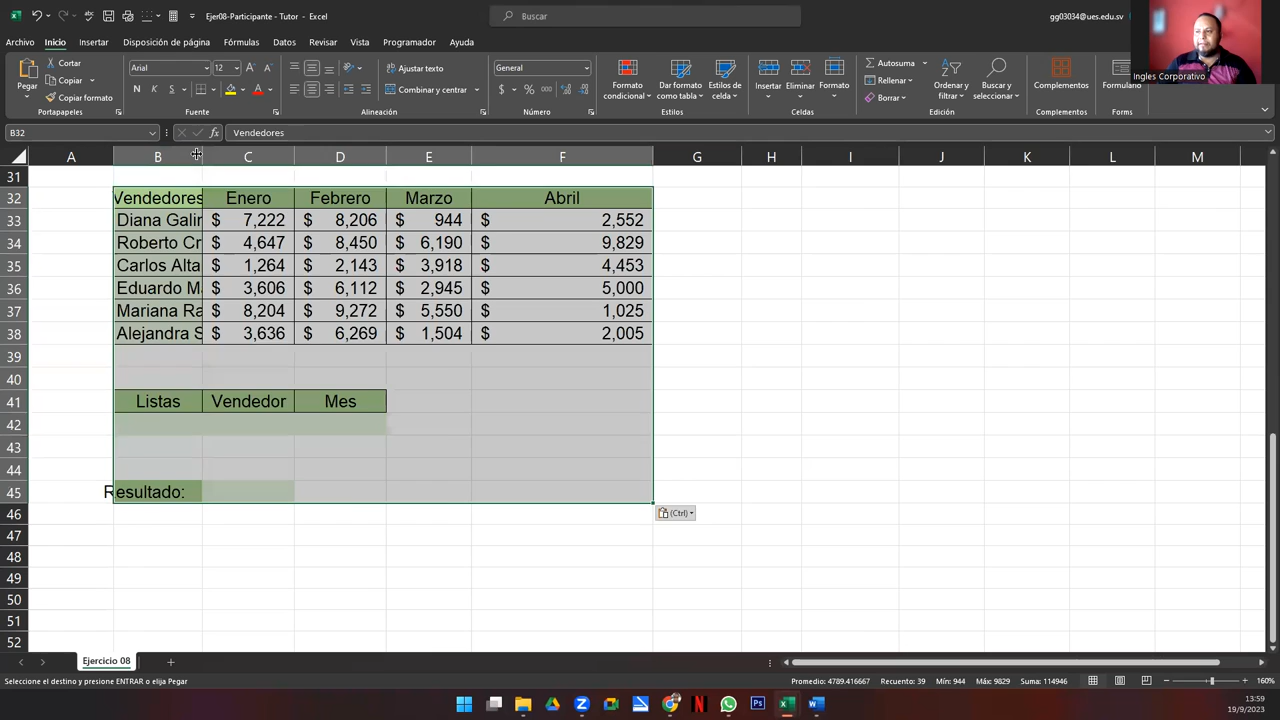 Ejer08-Participante - Tutor - Excel
Buscar
gg03034@ues.edu.sv
Archivo Inicio Insertar Disposición de página Fórmulas Datos Revisar Vista Programador Ayuda
Ingles Corporativo
Pegar
Cortar
Copiar
Copiar formato
Portapapeles
Arial 12
N K S
Fuente
Ajustar texto
Combinar y centrar
Alineación
General
$ % 000
Número
Formato condicional
Dar formato como tabla
Estilos de celda
Estilos
Insertar Eliminar Formato
Celdas
Autosuma
Rellenar
Borrar
Ordenar y filtrar
Buscar y seleccionar
Edición
Complementos
Complementos
Formulario
B32 fx Vendedores
A B C D E F G H I J K L M
31
32 Vendedores Enero Febrero Marzo Abril
33 Diana Galin $ 7,222 $ 8,206 $ 944 $ 2,552
34 Roberto Cr $ 4,647 $ 8,450 $ 6,190 $ 9,829
35 Carlos Alta $ 1,264 $ 2,143 $ 3,918 $ 4,453
36 Eduardo M $ 3,606 $ 6,112 $ 2,945 $ 5,000
37 Mariana Ra $ 8,204 $ 9,272 $ 5,550 $ 1,025
38 Alejandra S $ 3,636 $ 6,269 $ 1,504 $ 2,005
39
40
41 Listas Vendedor Mes
42
43
44
45 Resultado:
46 (Ctrl)
47
48
49
50
51
52
Ejercicio 08
Seleccione el destino y presione ENTRAR o elija Pegar
Promedio: 4789.416667 Recuento: 39 Mín: 944 Máx: 9829 Suma: 114946 160%
13:59
19/9/2023